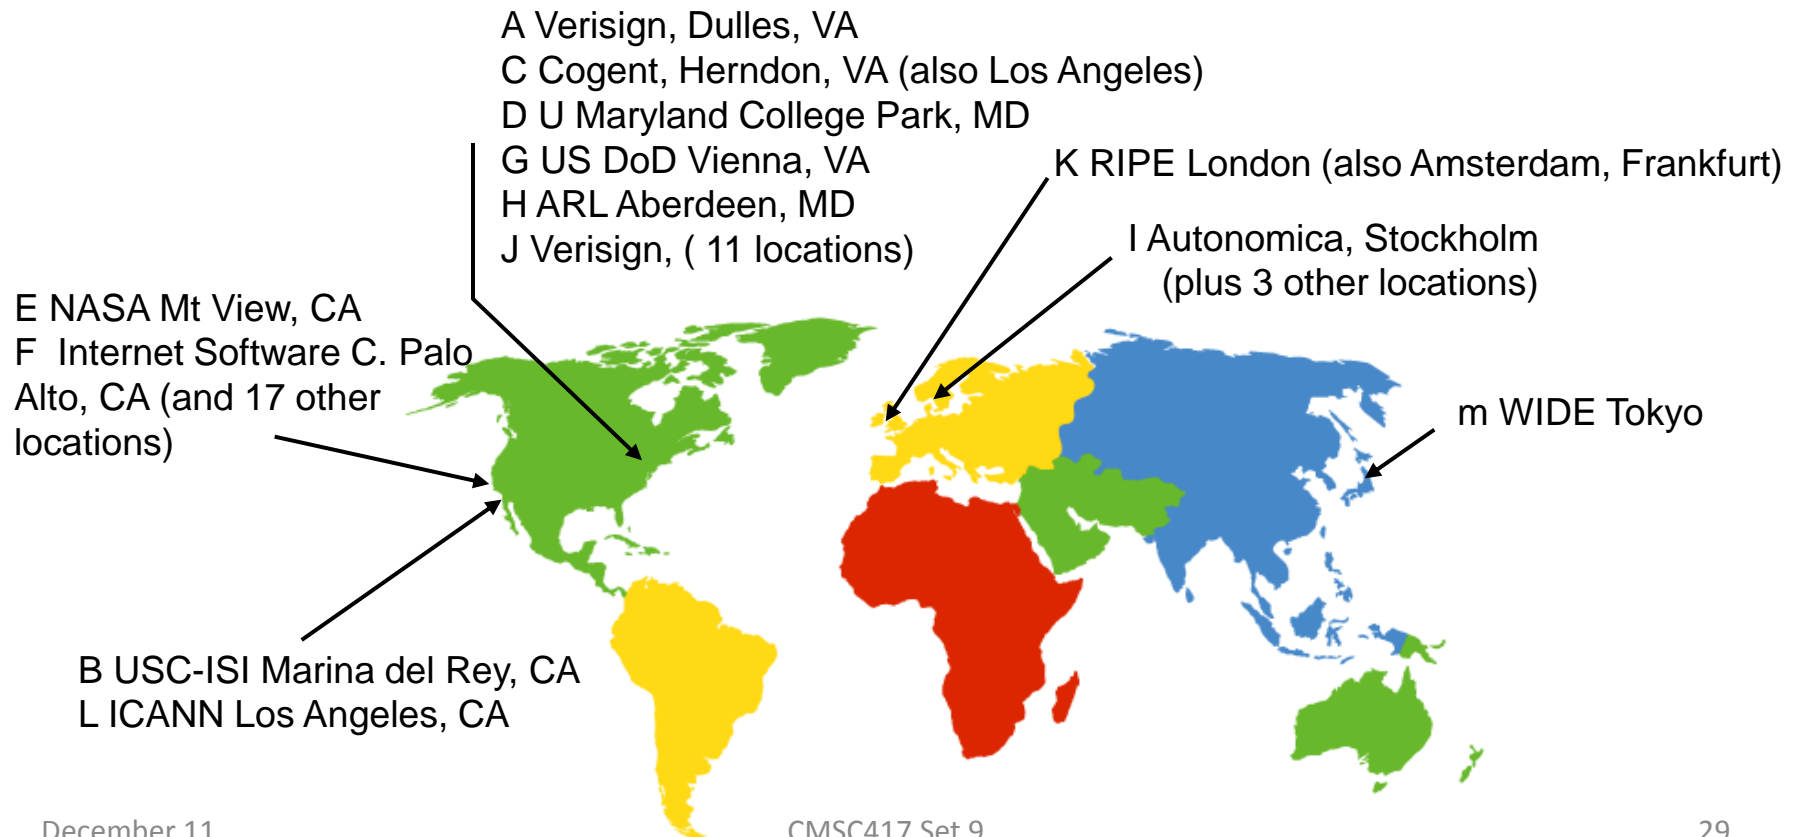 A Verisign, Dulles, VA
C Cogent, Herndon, VA (also Los Angeles)
D U Maryland College Park, MD
G US DoD Vienna, VA
H ARL Aberdeen, MD
J Verisign, ( 11 locations)
K RIPE London (also Amsterdam, Frankfurt)
I Autonomica, Stockholm
(plus 3 other locations)
E NASA Mt View, CA
F Internet Software C. Palo
Alto, CA (and 17 other
locations)
m WIDE Tokyo
B USC-ISI Marina del Rey, CA
L ICANN Los Angeles, CA
December 11
CMSC417 Set 9
29